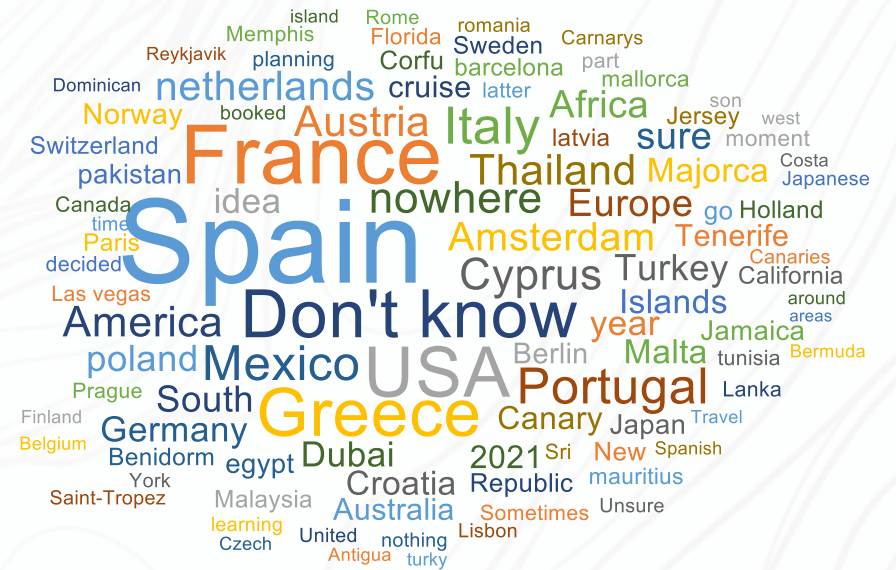 island Rome romania
Memphis Florida Carnarys
Reykjavik planning Corfu Sweden barcelona part
Dominican netherlands cruise latter mallorca
Norway booked Austria Italy Africa son Jersey west
Switzerland France latvia sure moment
pakistan Thailand Majorca Costa Japanese
Canada idea nowhere Europe go Holland
time Spain Amsterdam Tenerife
Paris Canaries
decided Cyprus Turkey California
Las vegas Islands around
America Don't know year Jamaica areas
poland Mexico USA Berlin Malta tunisia Bermuda
Prague South Greece Portugal Lanka
Finland Canary Japan Travel
Belgium Germany
Benidorm egypt Dubai 2021 Sri New Spanish
York Croatia Republic mauritius
Saint-Tropez Malaysia Australia Sometimes Unsure
learning United nothing Lisbon
Czech Antigua turky